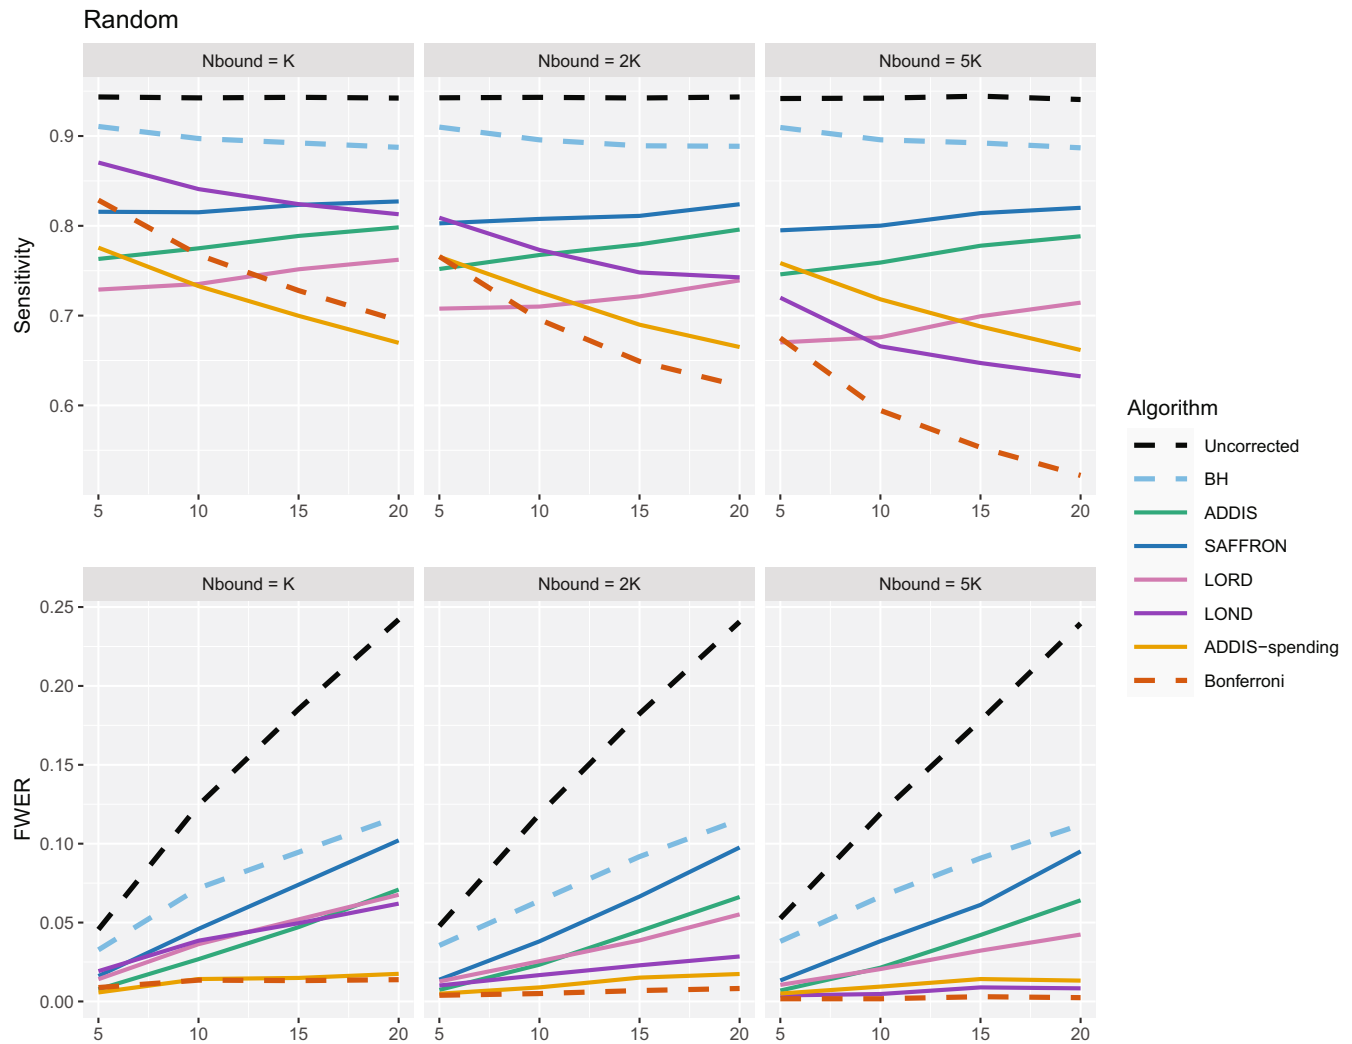 Random
Nbound = K
Nbound = 2K
Nbound = 5K
Sensitivity
0.9
0.8
0.7
0.6
5
10
15
20
5
10
15
20
5
10
15
20
Nbound = K
Nbound = 2K
Nbound = 5K
FWER
0.25
0.20
0.15
0.10
0.05
0.00
5
10
15
20
5
10
15
20
5
10
15
20
Algorithm
Uncorrected
BH
ADDIS
SAFFRON
LORD
LOND
ADDIS−spending
Bonferroni